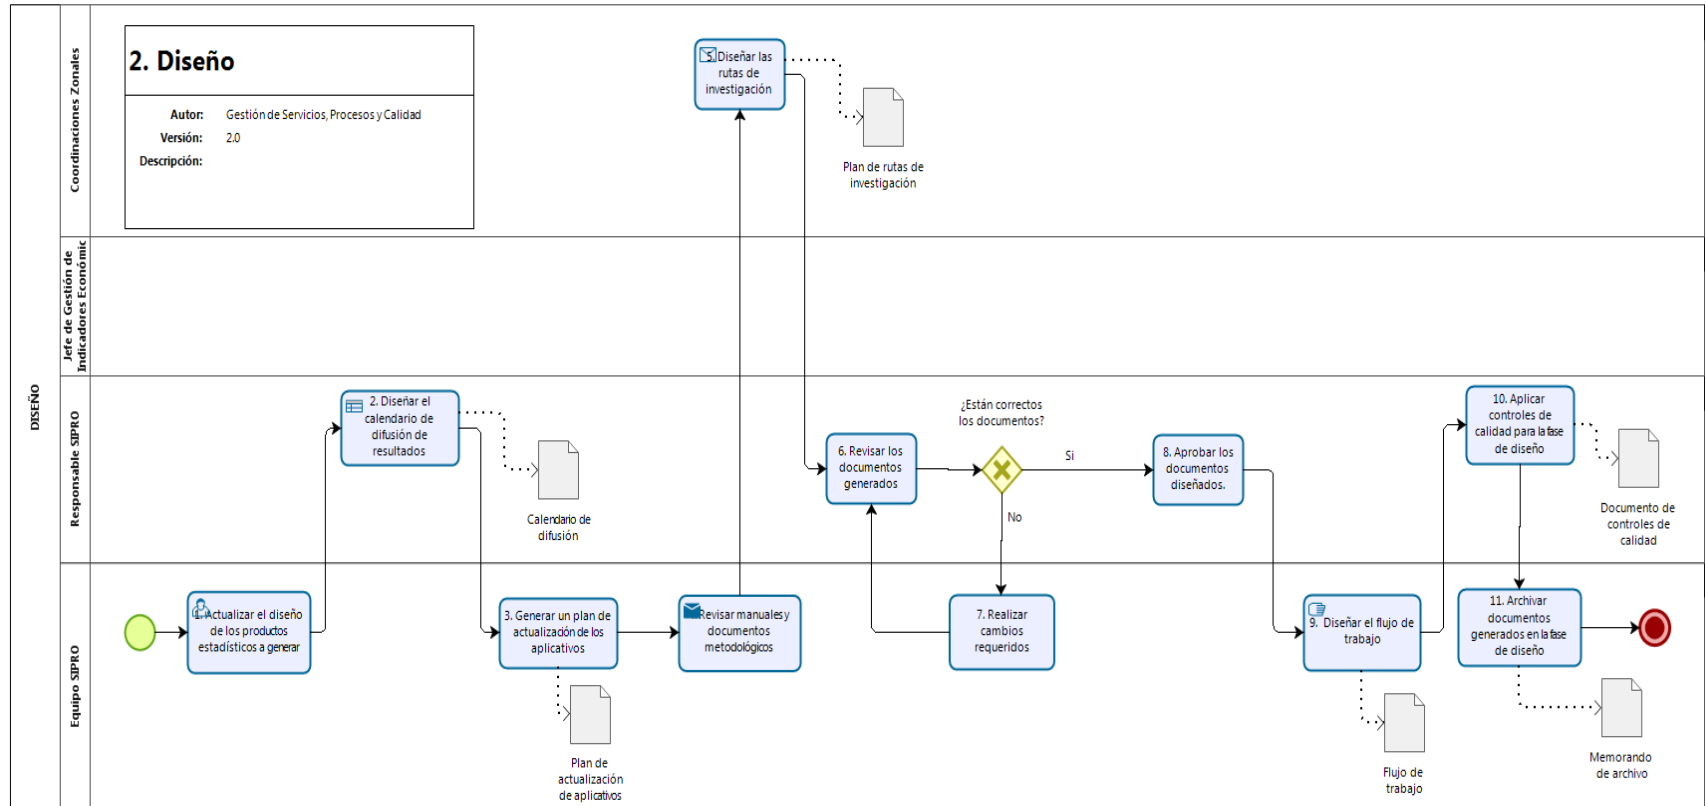 DISEÑO
Coordinaciones Zonales
2. Diseño
Autor: Gestión de Servicios, Procesos y Calidad
Versión: 2.0
Descripción:
5. Diseñar las
rutas de
investigación
Plan de rutas de
investigación
Jefe de Gestión de
Indicadores Económic
Responsable SIPRO
2. Diseñar el
calendario de
difusión de
resultados
Calendario de
difusión
6. Revisar los
documentos
generados
¿Están correctos
los documentos?
Si
No
8. Aprobar los
documentos
diseñados.
10. Aplicar
controles de
calidad para la fase
de diseño
Documento de
controles de
calidad
Equipo SIPRO
1. Actualizar el diseño
de los productos
estadísticos a generar
3. Generar un plan de
actualización de los
aplicativos
Plan de
actualización
de aplicativos
Revisar manuales y
documentos
metodológicos
7. Realizar
cambios
requeridos
9. Diseñar el flujo de
trabajo
Flujo de
trabajo
11. Archivar
documentos
generados en la fase
de diseño
Memorando
de archivo